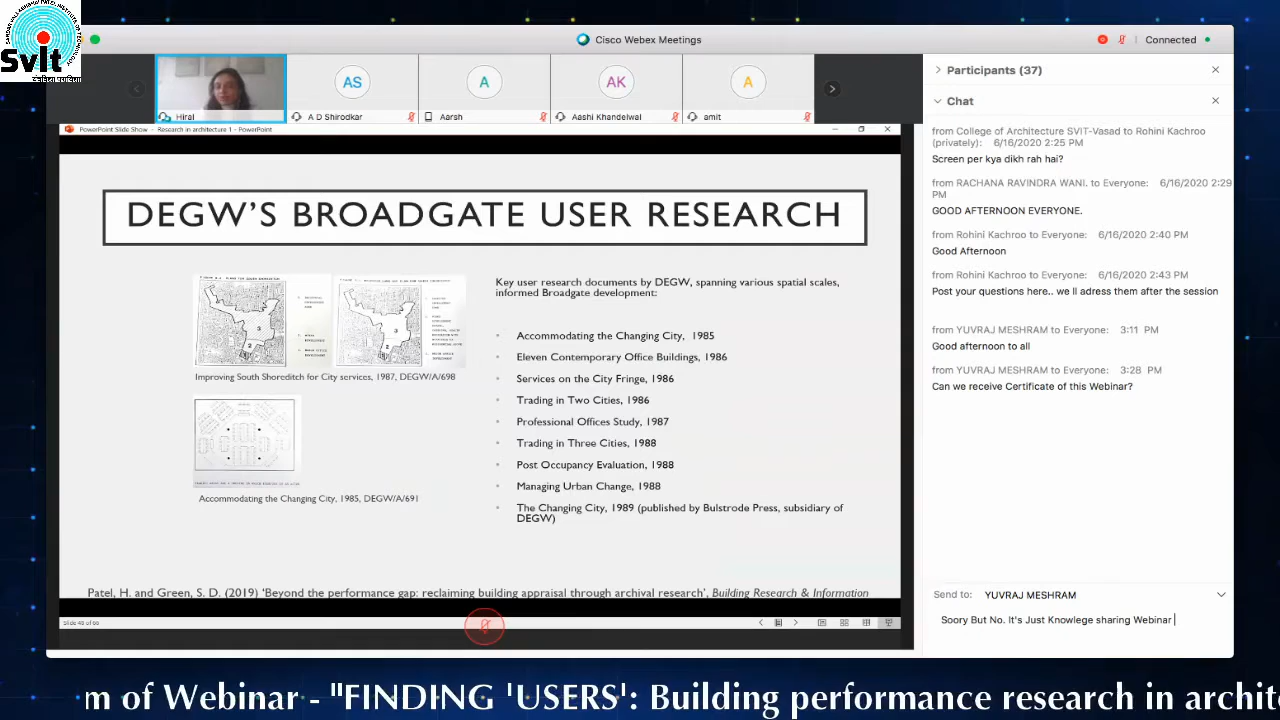 SvIt
Cisco Webex Meetings
Connected
Hiral
AS
A D Shirodkar
A
Aarsh
AK
Aashi Khandelwal
A
amit
PowerPoint Slide Show - Research in architecture 1 - PowerPoint
DEGW'S BROADGATE USER RESEARCH
Improving South Shoreditch for City services, 1987, DEGW/A/698
Accommodating the Changing City, 1985, DEGW/A/691
Key user research documents by DEGW, spanning various spatial scales,
informed Broadgate development:
• Accommodating the Changing City, 1985
• Eleven Contemporary Office Buildings, 1986
• Services on the City Fringe, 1986
• Trading in Two Cities, 1986
• Professional Offices Study, 1987
• Trading in Three Cities, 1988
• Post Occupancy Evaluation, 1988
• Managing Urban Change, 1988
• The Changing City, 1989 (published by Bulstrode Press, subsidiary of
DEGW)
Patel, H. and Green, S. D. (2019) 'Beyond the performance gap: reclaiming building appraisal through archival research', Building Research & Information
Participants (37)
Chat
from College of Architecture SVIT-Vasad to Rohini Kachroo
(privately): 6/16/2020 2:25 PM
Screen per kya dikh rah hai?
from RACHANA RAVINDRA WANI. to Everyone: 6/16/2020 2:29
PM
GOOD AFTERNOON EVERYONE.
from Rohini Kachroo to Everyone: 6/16/2020 2:40 PM
Good Afternoon
from Rohini Kachroo to Everyone: 6/16/2020 2:43 PM
Post your questions here.. we ll adress them after the session
from YUVRAJ MESHRAM to Everyone: 3:11 PM
Good afternoon to all
from YUVRAJ MESHRAM to Everyone: 3:28 PM
Can we receive Certificate of this Webinar?
Send to: YUVRAJ MESHRAM
Soory But No. It's Just Knowlege sharing Webinar
m of Webinar - "FINDING 'USERS': Building performance research in archit